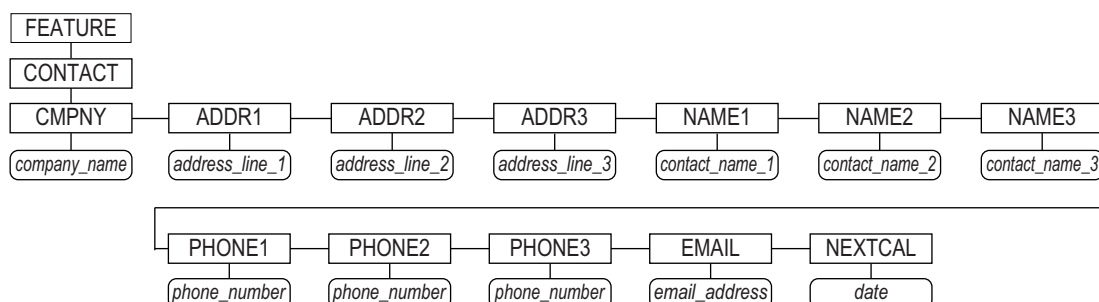 FEATURE
CONTACT
CMPNY ADDR1 ADDR2 ADDR3 NAME1 NAME2 NAME3
company_name address_line_1 address_line_2 address_line_3 contact_name_1 contact_name_2 contact_name_3
PHONE1 PHONE2 PHONE3 EMAIL NEXTCAL
phone_number phone_number phone_number email_address date